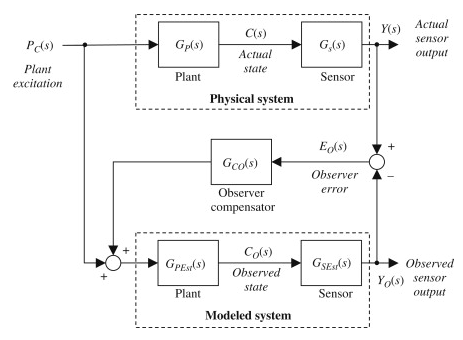 P_C(s)
Plant
excitation
G_P(s)
Plant
C(s)
Actual
state
G_s(s)
Sensor
Y(s)
Actual
sensor
output
Physical system
+
−
E_O(s)
Observer
error
G_CO(s)
Observer
compensator
+
+
G_PEst(s)
Plant
C_O(s)
Observed
state
G_SEst(s)
Sensor
Y_O(s)
Observed
sensor
output
Modeled system